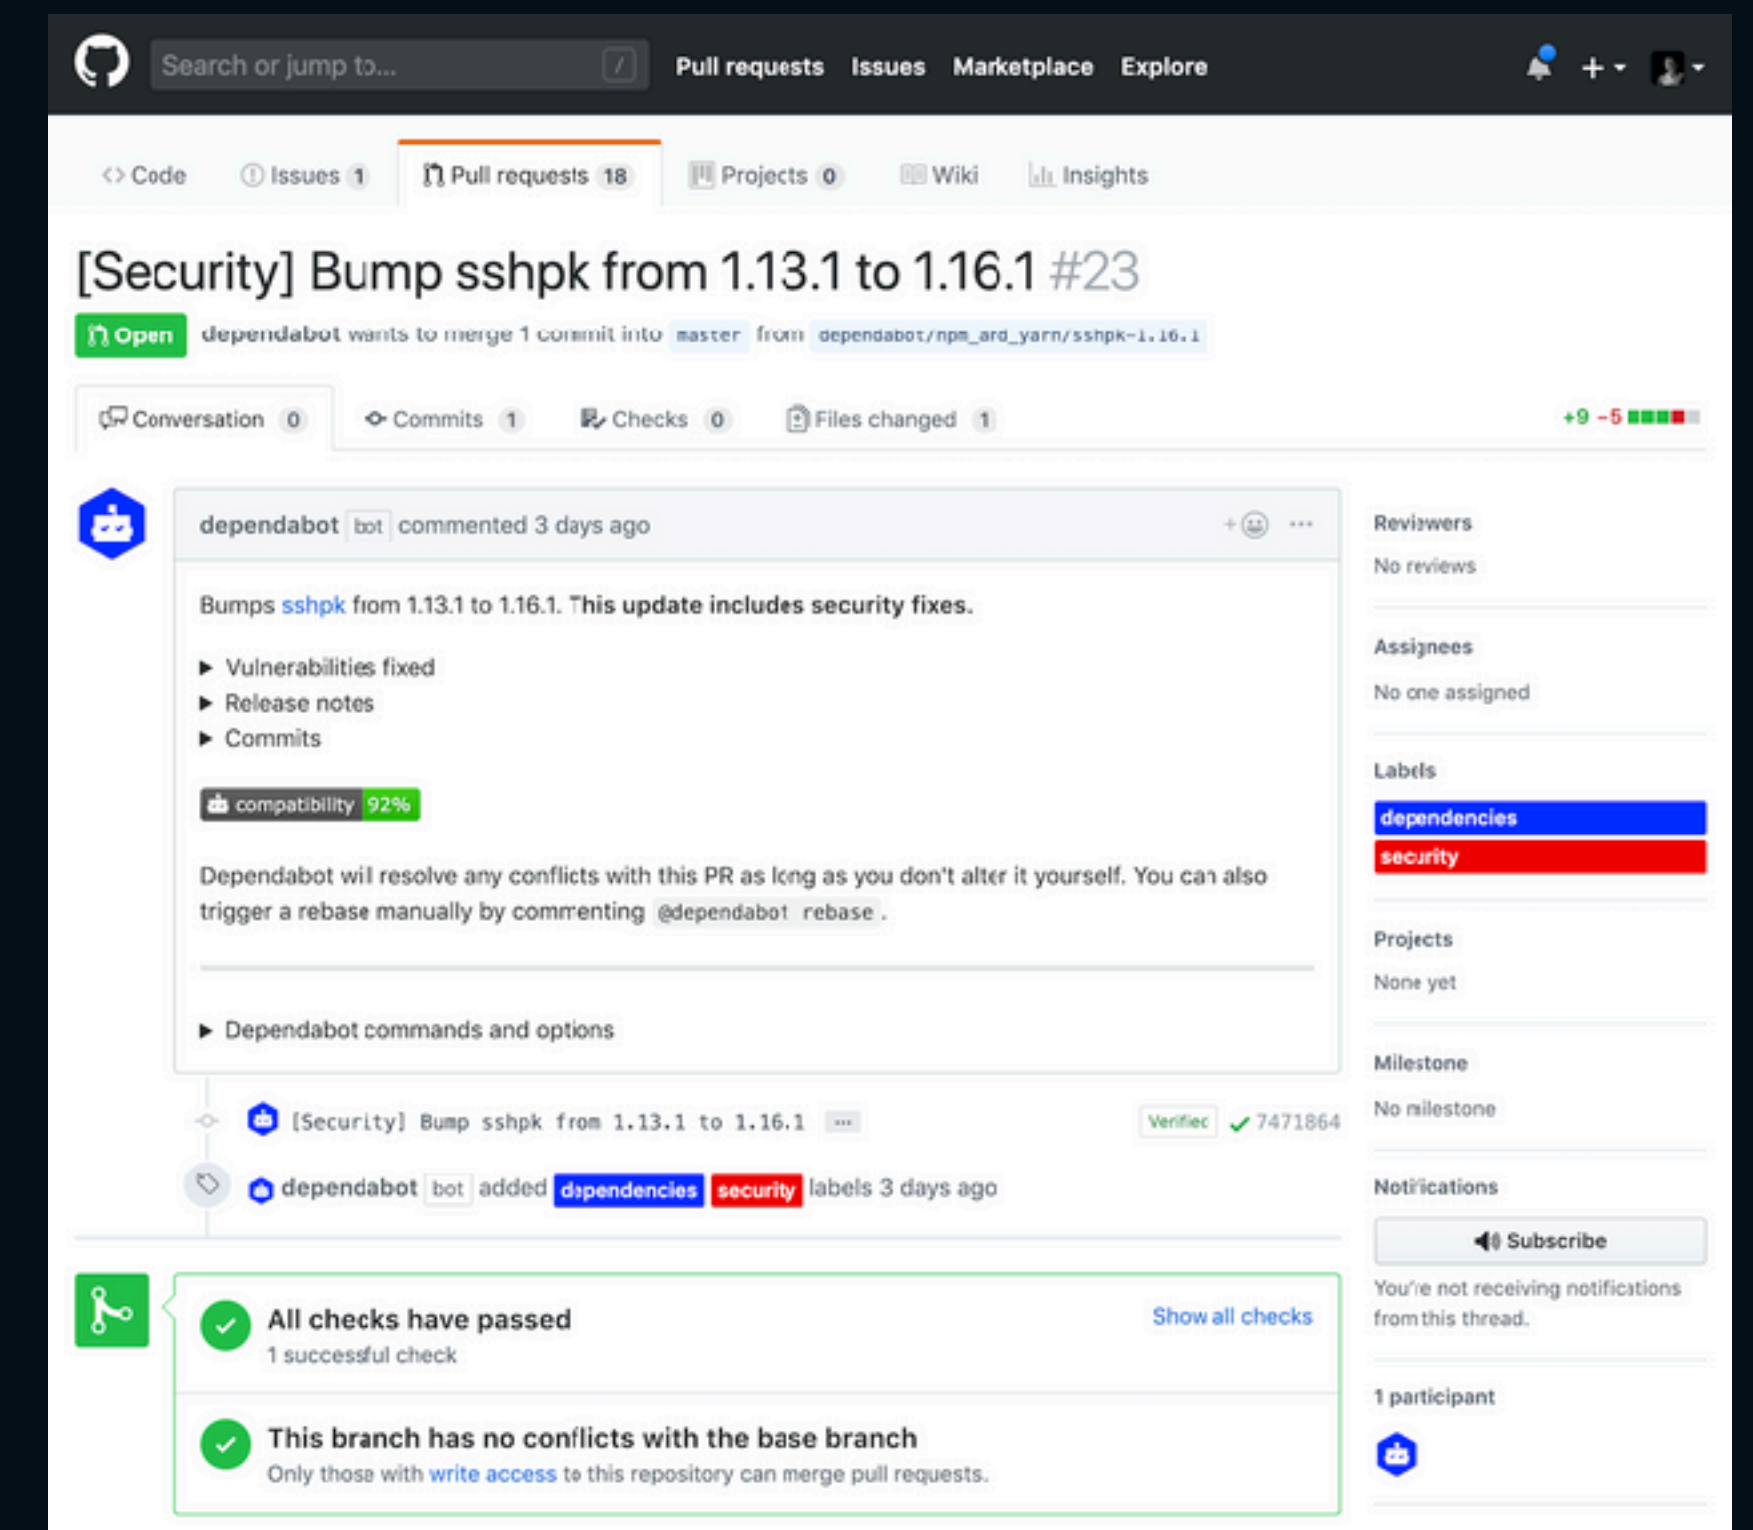 Search or jump to... /
Pull requests Issues Marketplace Explore
Code
Issues 1
Pull requests 18
Projects 0
Wiki
Insights
[Security] Bump sshpk from 1.13.1 to 1.16.1 #23
Open dependabot wants to merge 1 commit into master from dependabot/npm_and_yarn/sshpk-1.16.1
Conversation 0
Commits 1
Checks 0
Files changed 1
+9 −5
dependabot bot commented 3 days ago
Bumps sshpk from 1.13.1 to 1.16.1. This update includes security fixes.
Vulnerabilities fixed
Release notes
Commits
compatibility 92%
Dependabot will resolve any conflicts with this PR as long as you don't alter it yourself. You can also
trigger a rebase manually by commenting @dependabot rebase.
Dependabot commands and options
[Security] Bump sshpk from 1.13.1 to 1.16.1 ...
Verified 7471864
dependabot bot added dependencies security labels 3 days ago
All checks have passed
1 successful check
Show all checks
This branch has no conflicts with the base branch
Only those with write access to this repository can merge pull requests.
Reviewers
No reviews
Assignees
No one assigned
Labels
dependencies
security
Projects
None yet
Milestone
No milestone
Notifications
Subscribe
You're not receiving notifications
from this thread.
1 participant